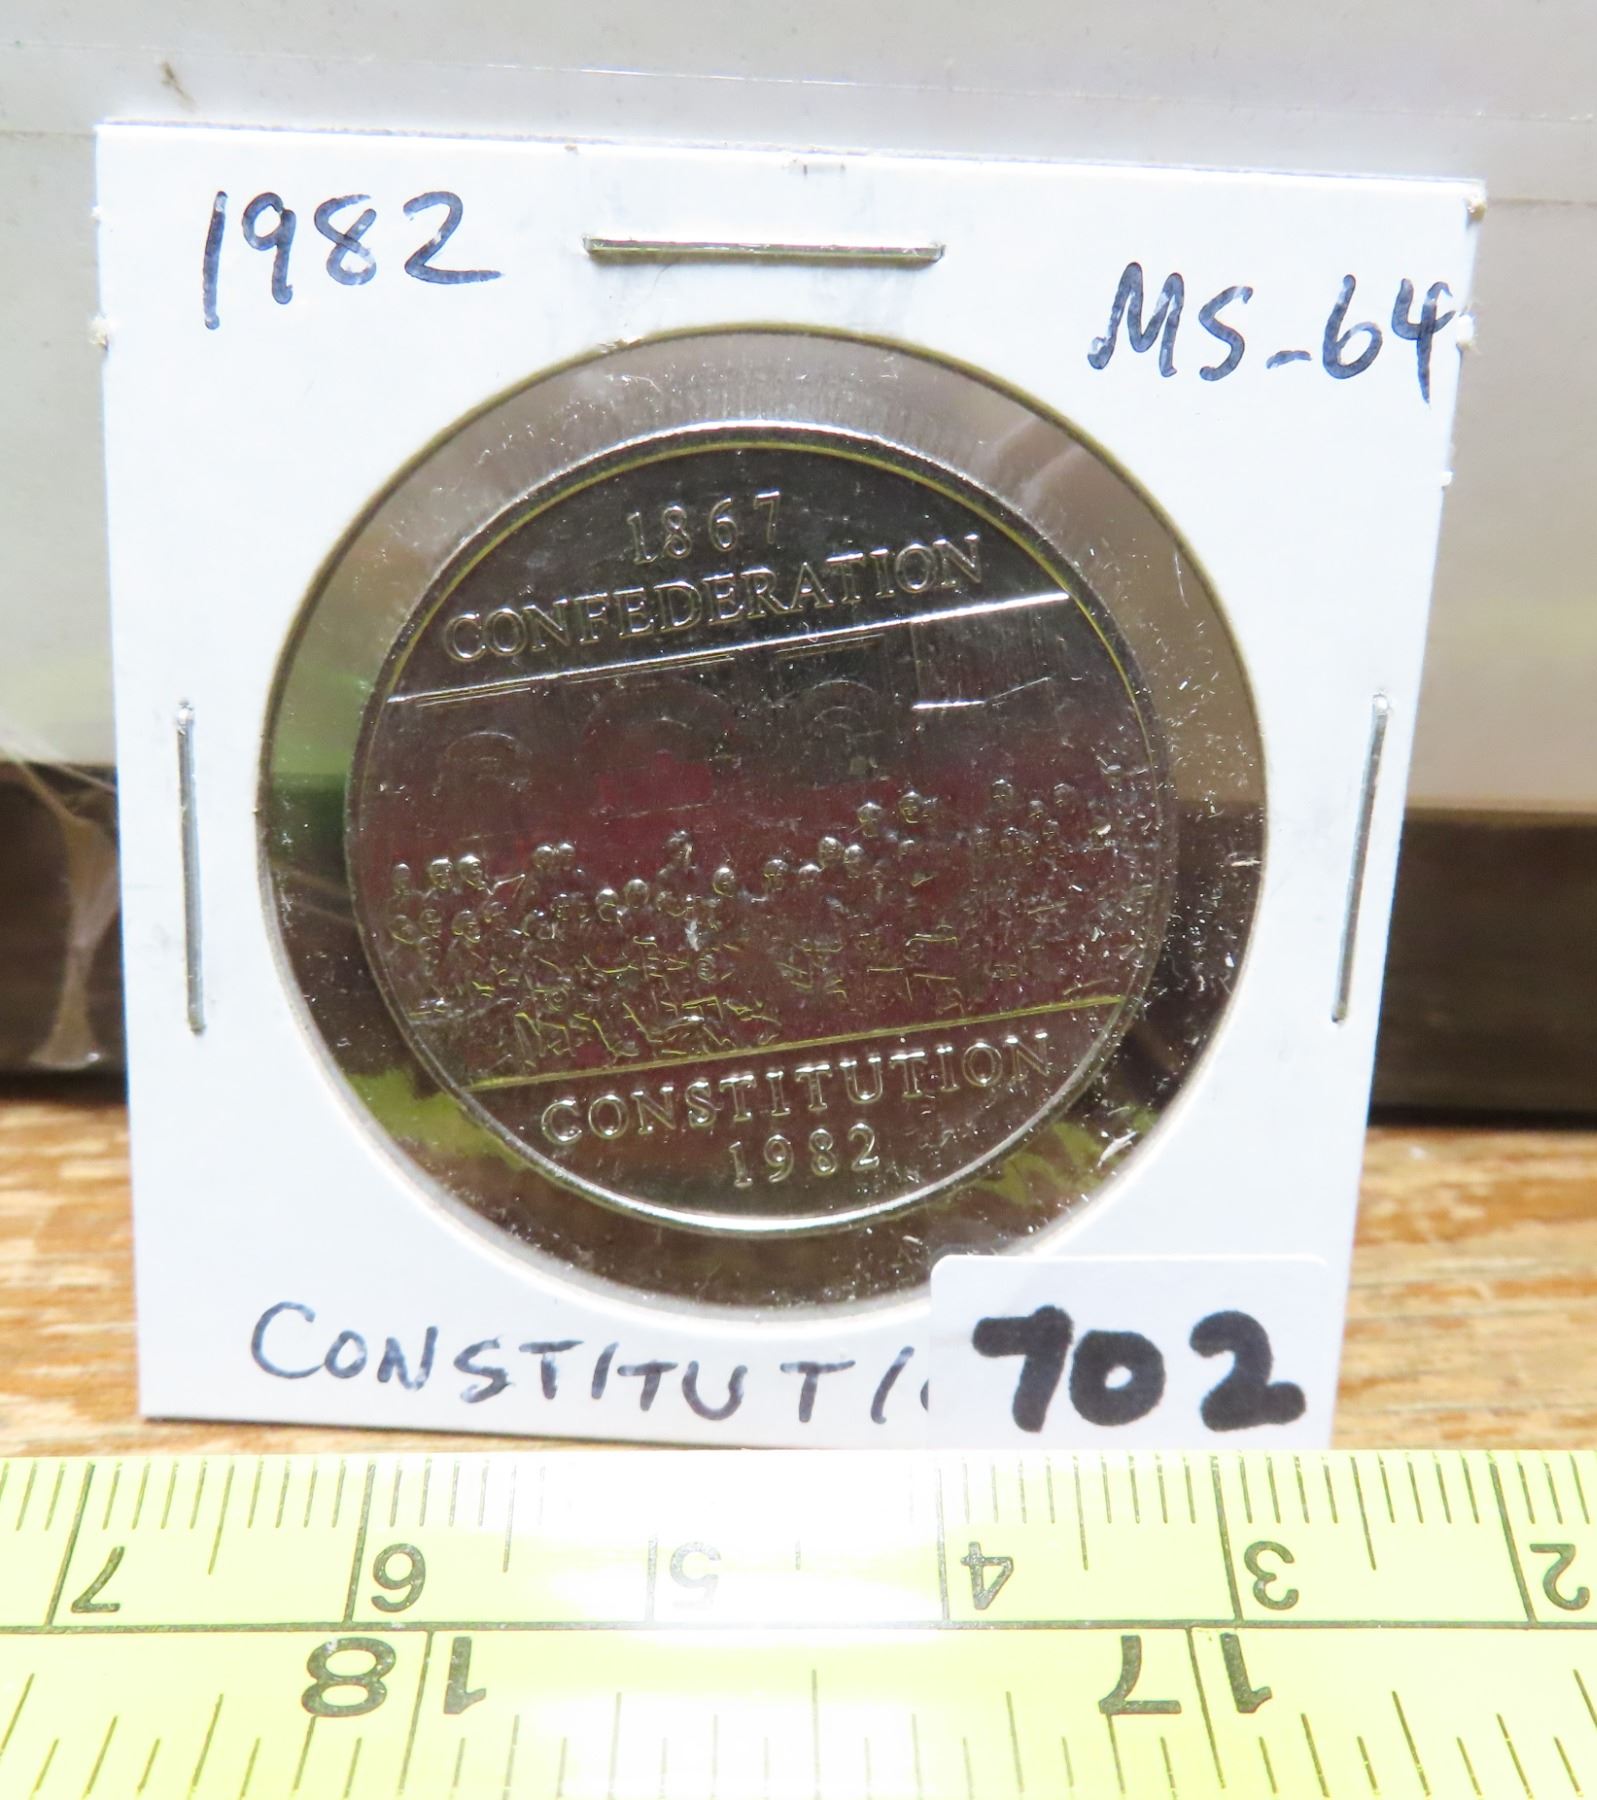 1982
MS-64
1867
CONFEDERATION
CONSTITUTION
1982
CONSTITUTI
702
7 6 5 4 3 2
18 17